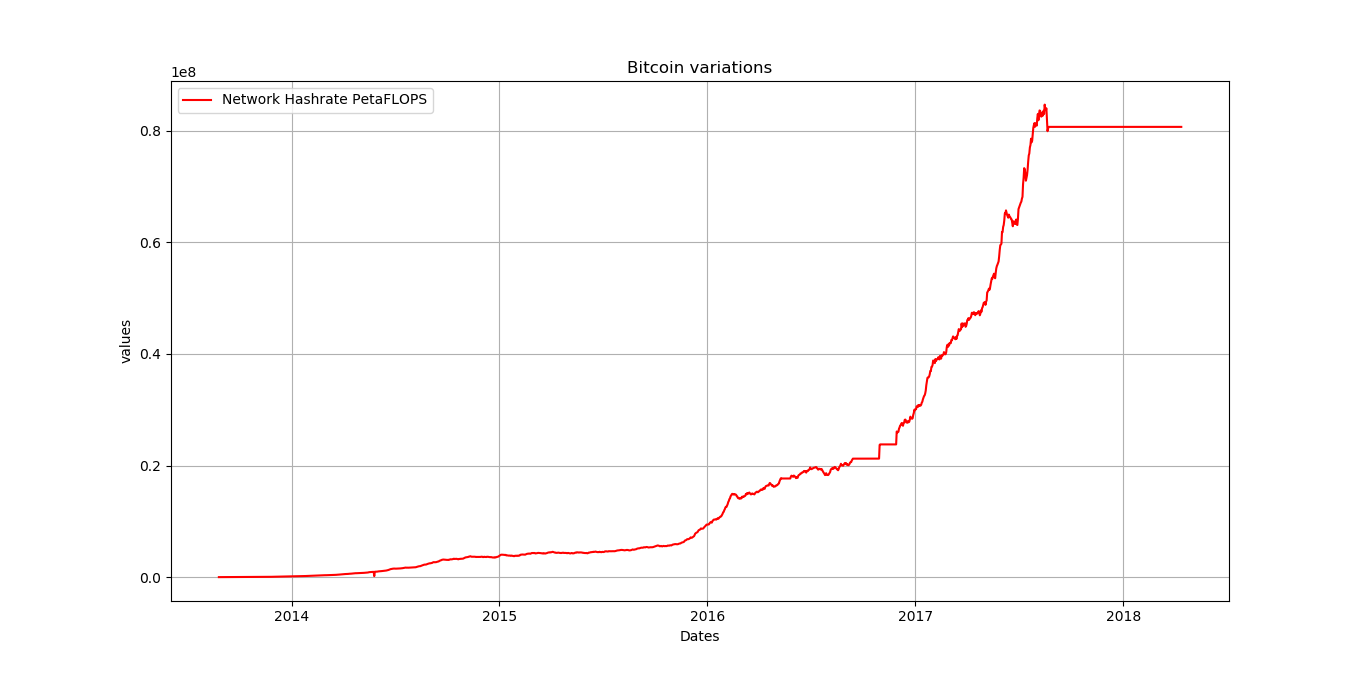 Bitcoin variations
1e8
Network Hashrate PetaFLOPS
0.8
0.6
0.4
0.2
0.0
values
2014 2015 2016 2017 2018
Dates